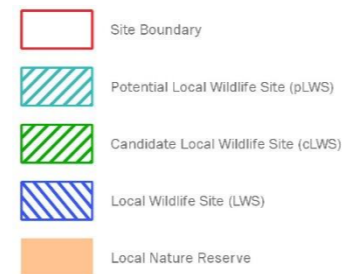 Site Boundary
Potential Local Wildlife Site (pLWS)
Candidate Local Wildlife Site (cLWS)
Local Wildlife Site (LWS)
Local Nature Reserve